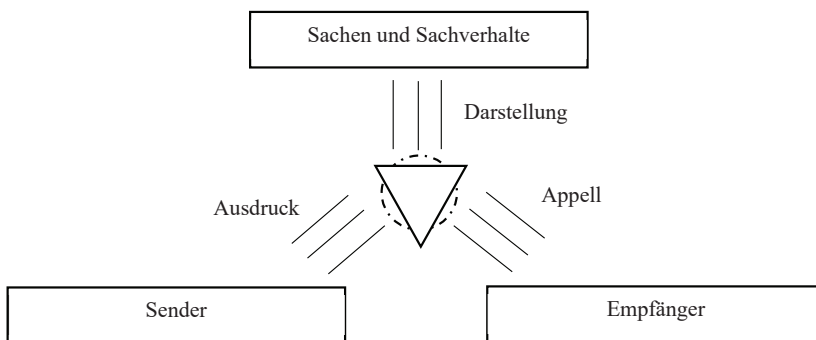 Sachen und Sachverhalte
Darstellung
Ausdruck
Appell
Sender
Empfänger